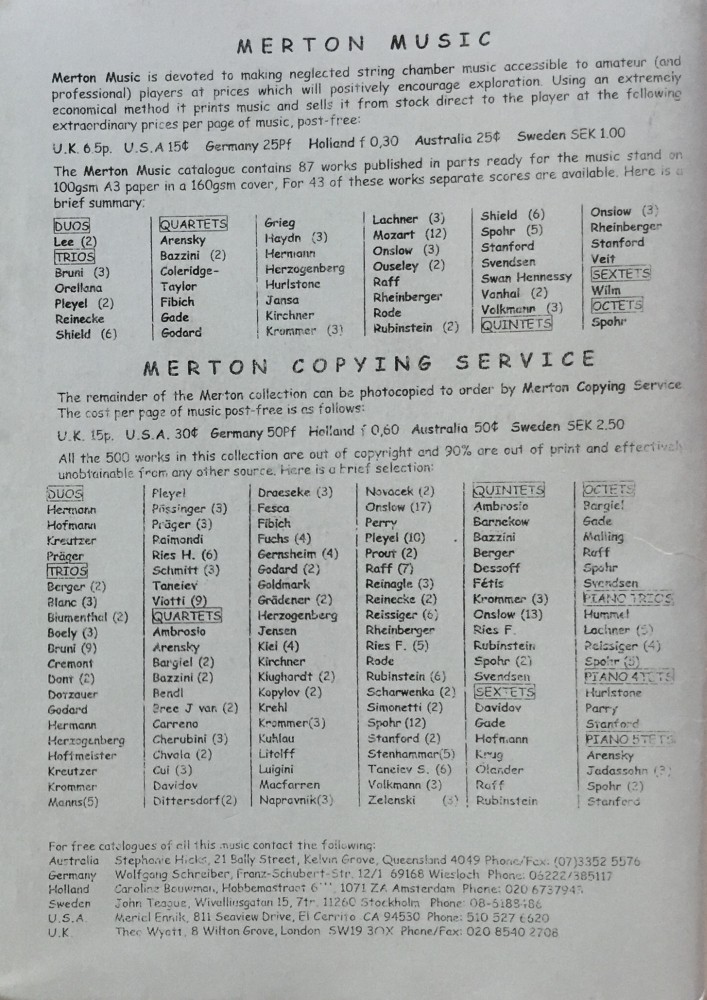 MERTON MUSIC
Merton Music is devoted to making neglected string chamber music accessible to amateur (and
professional) players at prices which will positively encourage exploration. Using an extremely
economical method it prints music and sells it from stock direct to the player at the following
extraordinary prices per page of music, post-free:
U.K. 6.5p. U.S.A 15¢ Germany 25Pf Holland f 0,30 Australia 25¢ Sweden SEK 1.00
The Merton Music catalogue contains 87 works published in parts ready for the music stand on
100gsm A3 paper in a 160gsm cover, For 43 of these works separate scores are available. Here is a
brief summary:
DUOS
Lee (2)
TRIOS
Bruni (3)
Orellana
Pleyel (2)
Reinecke
Shield (6)
QUARTETS
Arensky
Bazzini (2)
Coleridge-
Taylor
Fibich
Gade
Godard
Grieg
Haydn (3)
Hermann
Herzogenberg
Hurlstone
Jansa
Kirchner
Krommer (3)
Lachner (3)
Mozart (12)
Onslow (3)
Ouseley (2)
Raff
Rheinberger
Rode
Rubinstein (2)
Shield (6)
Spohr (5)
Stanford
Svendsen
Swan Hennessy
Vanhal (2)
Volkmann (3)
QUINTETS
Onslow (3)
Rheinberger
Stanford
Veit
SEXTETS
Wilm
OCTETS
Spohr
MERTON COPYING SERVICE
The remainder of the Merton collection can be photocopied to order by Merton Copying Service
The cost per page of music post-free is as follows:
U.K. 15p. U.S.A. 30¢ Germany 50Pf Holland f 0,60 Australia 50¢ Sweden SEK 2.50
All the 500 works in this collection are out of copyright and 90% are out of print and effectively
unobtainable from any other source. Here is a brief selection:
DUOS
Hermann
Hofmann
Kreutzer
Präger
TRIOS
Berger (2)
Blanc (3)
Blumenthal (2)
Boely (3)
Bruni (9)
Cremont
Dont (2)
Dotzauer
Godard
Hermann
Herzogenberg
Hoffmeister
Kreutzer
Krommer
Manns(5)
Pleyel
Pössinger (3)
Präger (3)
Raimondi
Ries H. (6)
Schmitt (3)
Taneiev
Viotti (9)
QUARTETS
Ambrosio
Arensky
Bargiel (2)
Bazzini (2)
Bendl
Bree J van (2)
Carreno
Cherubini (3)
Chvala (2)
Cui (3)
Davidov
Dittersdorf(2)
Draeseke (3)
Fesca
Fibich
Fuchs (4)
Gernsheim (4)
Godard (2)
Goldmark
Grädener (2)
Herzogenberg
Jensen
Kiel (4)
Kirchner
Klughardt (2)
Kopylov (2)
Krehl
Krommer(3)
Kuhlau
Litolff
Luigini
Macfarren
Napravnik(3)
Novacek (2)
Onslow (17)
Perry
Pleyel (10)
Prout (2)
Raff (7)
Reinagle (3)
Reinecke (2)
Reissiger (6)
Rheinberger
Ries F. (5)
Rode
Rubinstein (6)
Scharwenka (2)
Simonetti (2)
Spohr (12)
Stanford (2)
Stenhammar(5)
Taneiev S. (6)
Volkmann (3)
Zelenski (3)
QUINTETS
Ambrosio
Barnekow
Bazzini
Berger
Dessoff
Fétis
Krommer (3)
Onslow (13)
Ries F.
Rubinstein
Spohr (2)
Svendsen
SEXTETS
Davidov
Gade
Hofmann
Krug
Olander
Raff
Rubinstein
OCTETS
Bargiel
Gade
Malling
Raff
Spohr
Svendsen
PIANO TRIOS
Hummel
Lachner (5)
Reissiger (4)
Spohr (5)
PIANO 4TETS
Hurlstone
Parry
Stanford
PIANO 5TETS
Arensky
Jadassohn (3)
Spohr (2)
Stanford
For free catalogues of all this music contact the following:
Australia Stephanie Hicks, 21 Bally Street, Kelvin Grove, Queensland 4049 Phone/Fax: (07)3352 5576
Germany Wolfgang Schreiber, Franz-Schubert-Str. 12/1 69168 Wiesloch Phone: 06222/385117
Holland Caroline Bouwman, Hobbemastraat 1071 ZA Amsterdam Phone: 020
Sweden John Teague, 15, 7tr. 11260 Stockholm Phone:
U.S.A. Meriel Ennik, 811 Seaview Drive, El Cerrito CA 94530 Phone: 510 527 6620
U.K. Theo Wyatt, 8 Wilton Grove, London SW19 3QX Phone/Fax: 020 8540 2708